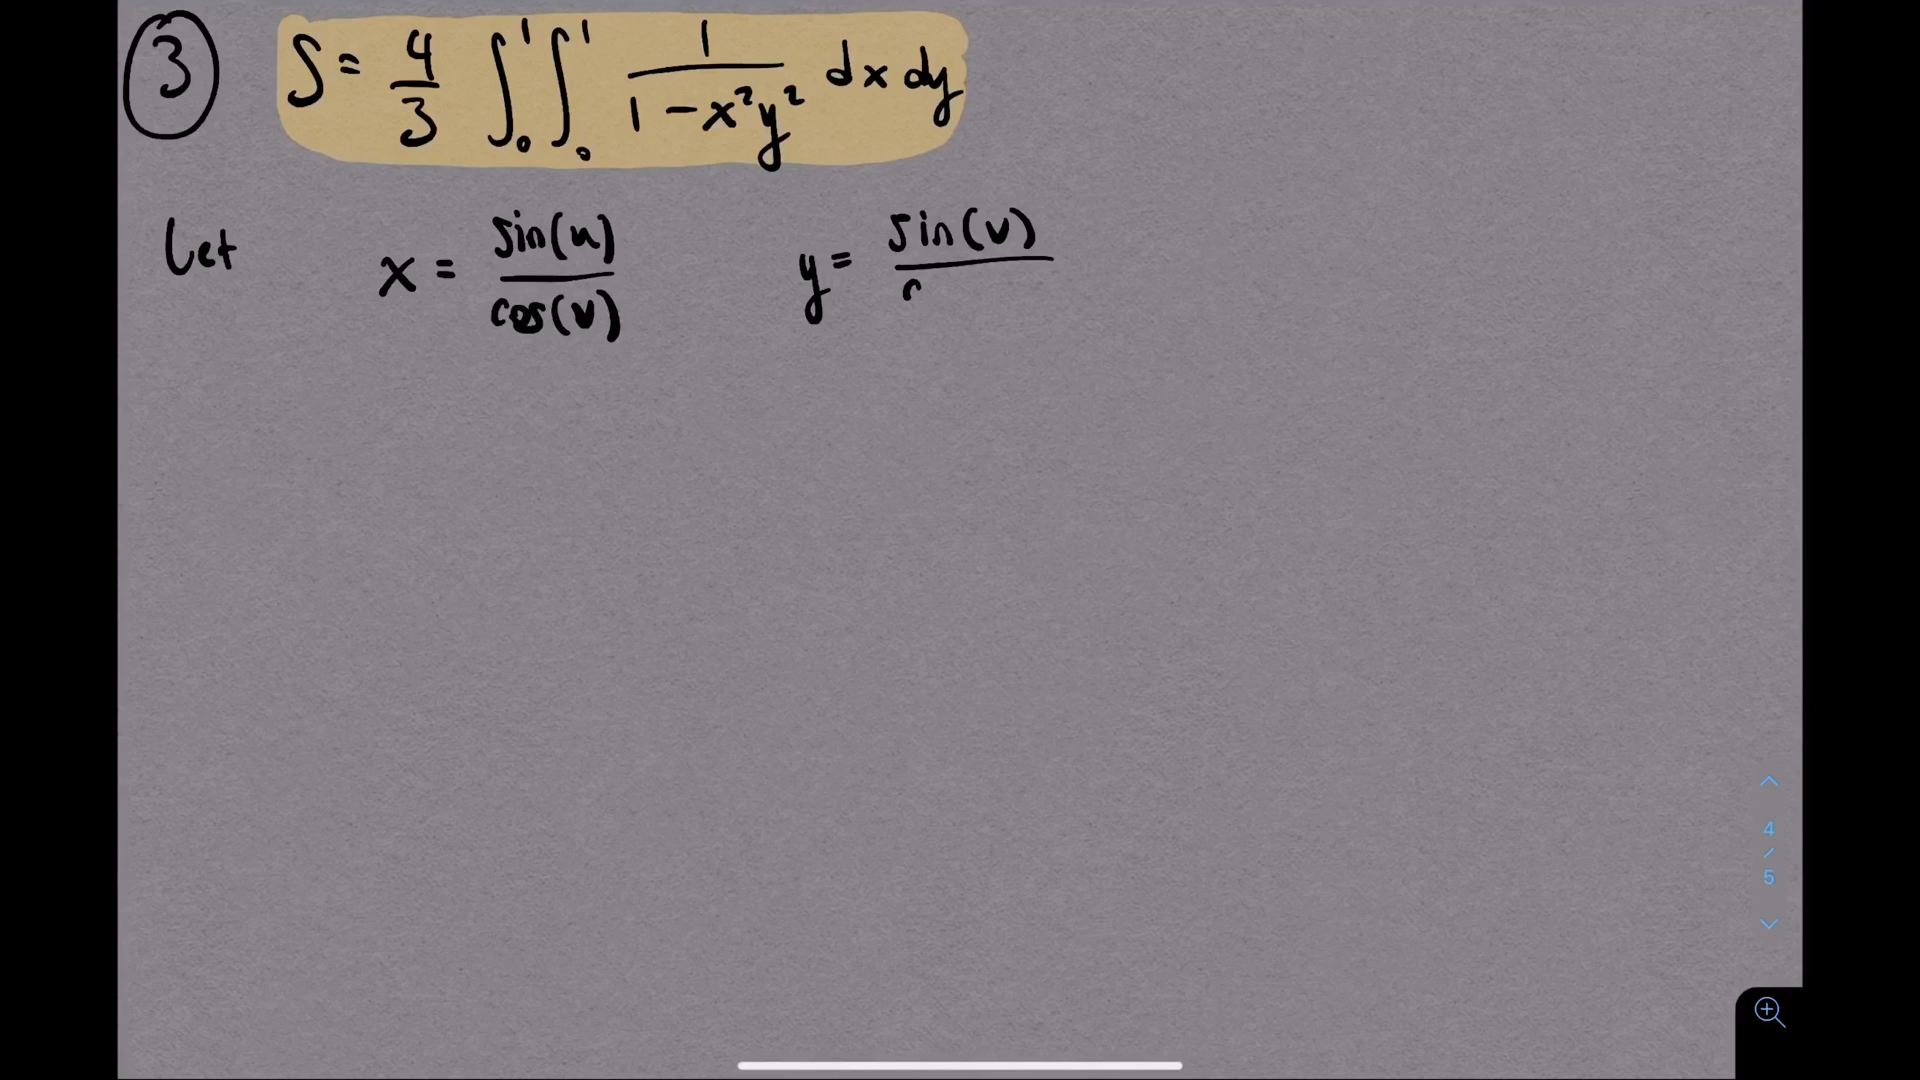 ③ S = 4/3 ∫₀¹ ∫₀¹ 1/(1 - x²y²) dx dy
Let x = sin(u)/cos(v) y = sin(v)/
4
/
5